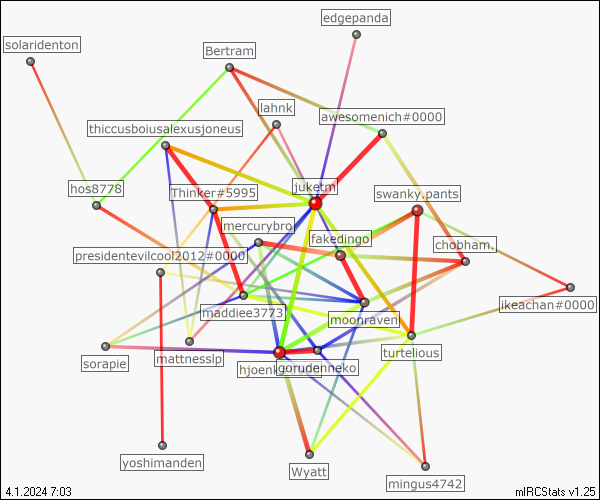 edgepanda
solaridenton
Bertram
lahnk
awesomenich#0000
thiccusboiusalexusjoneus
hos8778
Thinker#5995
juketm
swanky.pants
mercurybro
fakedingo
chobham.
presidentevilcool2012#0000
maddiee3773
moonraven
ikeachan#0000
sorapie
mattnesslp
gorudenneko
turtelious
yoshimanden
Wyatt
mingus4742
4.1.2024 7:03
mIRCStats v1.25